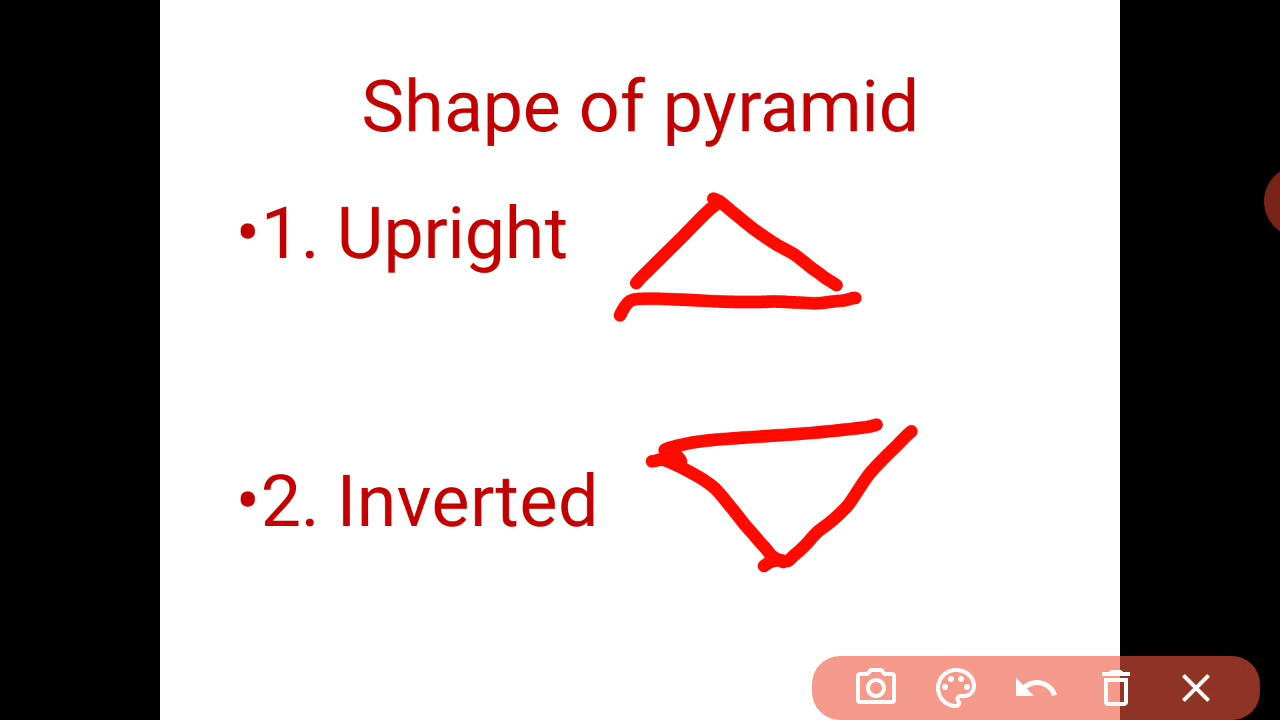 Shape of pyramid
•1. Upright
•2. Inverted